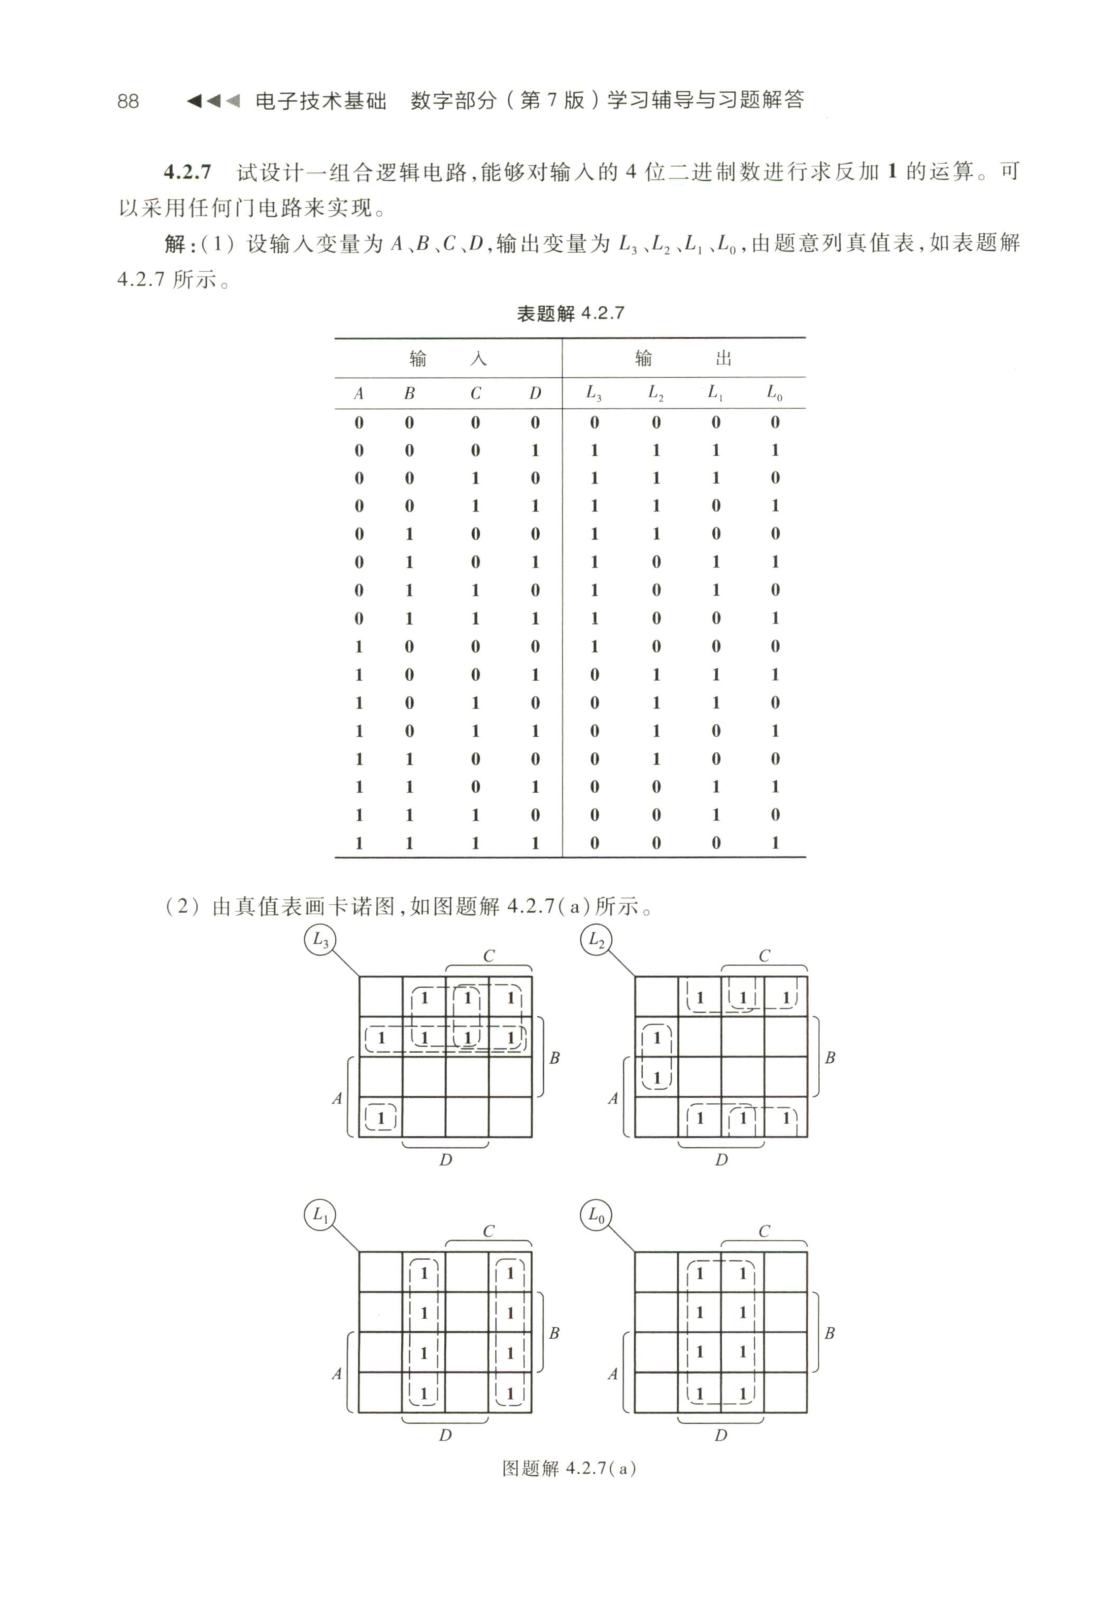 88 ◀◀◀ 电子技术基础 数字部分(第7版)学习辅导与习题解答
4.2.7 试设计一组合逻辑电路,能够对输入的4位二进制数进行求反加1的运算。可
以采用任何门电路来实现。
解:(1) 设输入变量为A、B、C、D,输出变量为L₃、L₂、L₁、L₀,由题意列真值表,如表题解
4.2.7所示。
表题解 4.2.7
输 入 输 出
A B C D L₃ L₂ L₁ L₀
0 0 0 0 0 0 0 0
0 0 0 1 1 1 1 1
0 0 1 0 1 1 1 0
0 0 1 1 1 1 0 1
0 1 0 0 1 1 0 0
0 1 0 1 1 0 1 1
0 1 1 0 1 0 1 0
0 1 1 1 1 0 0 1
1 0 0 0 1 0 0 0
1 0 0 1 0 1 1 1
1 0 1 0 0 1 1 0
1 0 1 1 0 1 0 1
1 1 0 0 0 1 0 0
1 1 0 1 0 0 1 1
1 1 1 0 0 0 1 0
1 1 1 1 0 0 0 1
(2) 由真值表画卡诺图,如图题解 4.2.7(a)所示。
L₃ L₂
C C
1 1 1 1 1 1
1 1 1 1 1
B B
1
A A
1 1 1 1
D D
L₁ L₀
C C
1 1 1 1
1 1 1 1
B B
1 1 1 1
A A
1 1 1 1
D D
图题解 4.2.7(a)